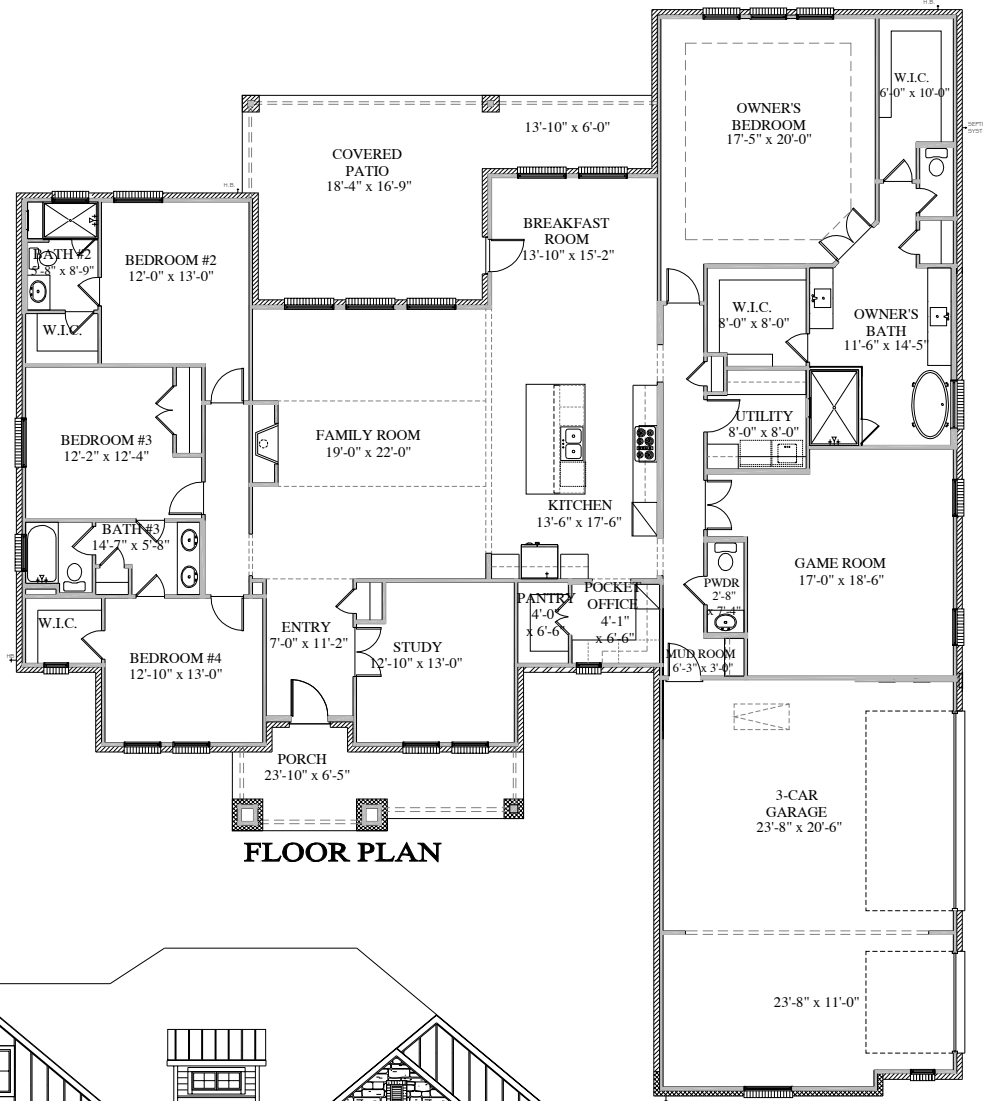 H.B.
W.I.C.
6'-0" x 10'-0"
OWNER'S
BEDROOM
17'-5" x 20'-0"
13'-10" x 6'-0"
SEPTI
SYST
COVERED
PATIO
18'-4" x 16'-9"
H.B.
BREAKFAST
ROOM
13'-10" x 15'-2"
BATH #2
8'-9"
BEDROOM #2
12'-0" x 13'-0"
W.I.C.
W.I.C.
8'-0" x 8'-0"
OWNER'S
BATH
11'-6" x 14'-5"
BEDROOM #3
12'-2" x 12'-4"
FAMILY ROOM
19'-0" x 22'-0"
UTILITY
8'-0" x 8'-0"
KITCHEN
13'-6" x 17'-6"
BATH #3
14'-7" x 5'-8"
GAME ROOM
17'-0" x 18'-6"
PWDR
2'-8"
x 7'-4"
PANTRY
4'-0"
x 6'-6"
POCKET
OFFICE
4'-1"
x 6'-6"
W.I.C.
ENTRY
7'-0" x 11'-2"
STUDY
12'-10" x 13'-0"
BEDROOM #4
12'-10" x 13'-0"
MUD ROOM
6'-3" x 3'-0"
PORCH
23'-10" x 6'-5"
3-CAR
GARAGE
23'-8" x 20'-6"
FLOOR PLAN
23'-8" x 11'-0"